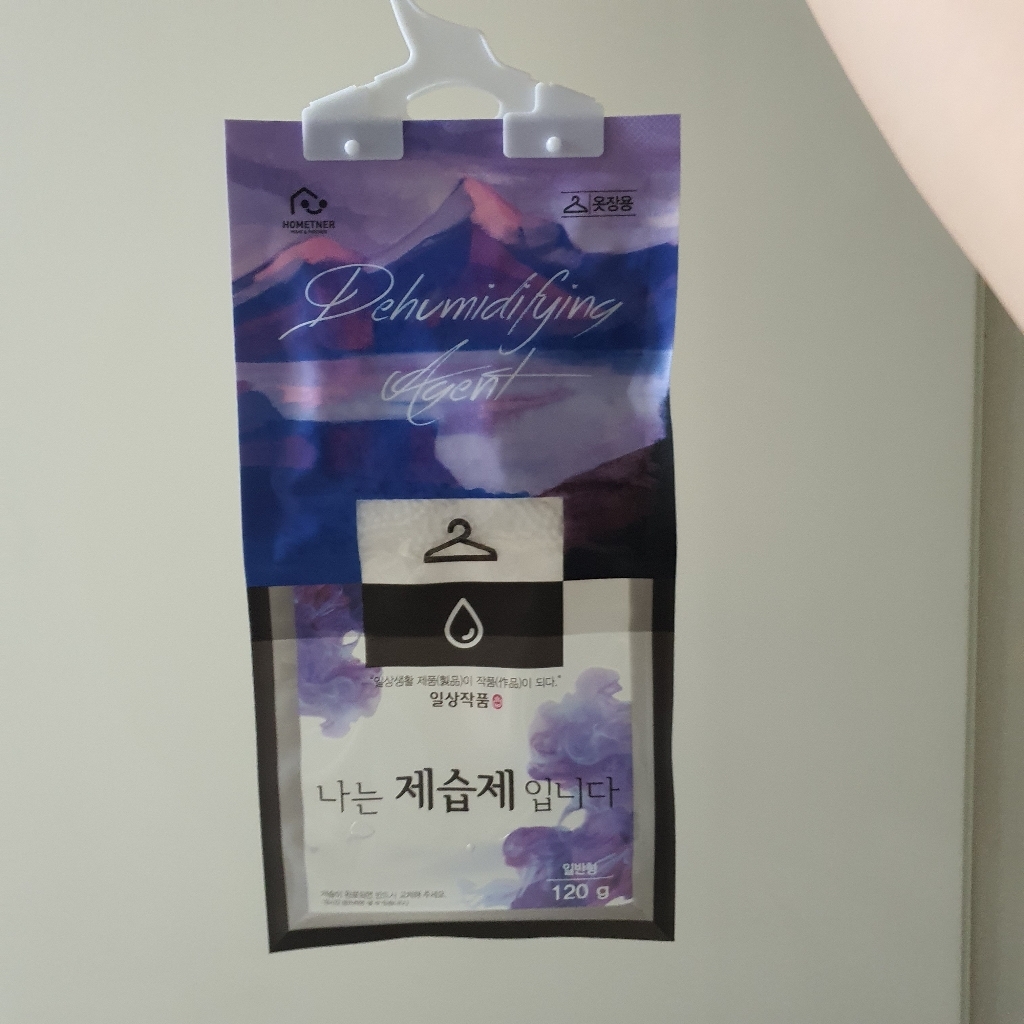 HOMETNER
HOME & PARTNER
옷장용
Dehumidifying
Agent
"일상생활 제품(製品)이 작품(作品)이 되다."
일상작품
나는 제습제 입니다
일반형
120 g